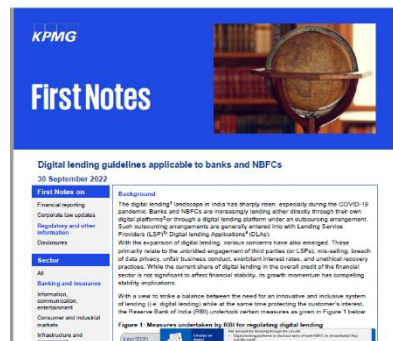 KPMG
First Notes
Digital lending guidelines applicable to banks and NBFCs
30 September 2022
First Notes on
Financial reporting
Corporate law updates
Regulatory and other
information
Disclosures
Sector
All
Banking and insurance
Information,
communication,
entertainment
Consumer and industrial
markets
Infrastructure and
Background
The digital lending¹ landscape in India has sharply risen, especially during the COVID-19
pandemic. Banks and NBFCs are increasingly lending either directly through their own
digital platforms² or through a digital lending platform under an outsourcing arrangement.
Such outsourcing arrangements are generally entered into with Lending Service
Providers (LSP)³ Digital lending Applications⁴ (DLAs).
With the expansion of digital lending, various concerns have also emerged. These
primarily relate to the unbridled engagement of third parties (or LSPs), mis-selling, breach
of data privacy, unfair business conduct, exorbitant interest rates, and unethical recovery
practices. While the current share of digital lending in the overall credit of the financial
sector is not significant to affect financial stability, its growth momentum has compelling
stability implications.
With a view to strike a balance between the need for an innovative and inclusive system
of lending (i.e. digital lending) while at the same time protecting the customer's interest,
the Reserve Bank of India (RBI) undertook certain measures as given in Figure 1 below
Figure 1: Measures undertaken by RBI for regulating digital lending
June 2020